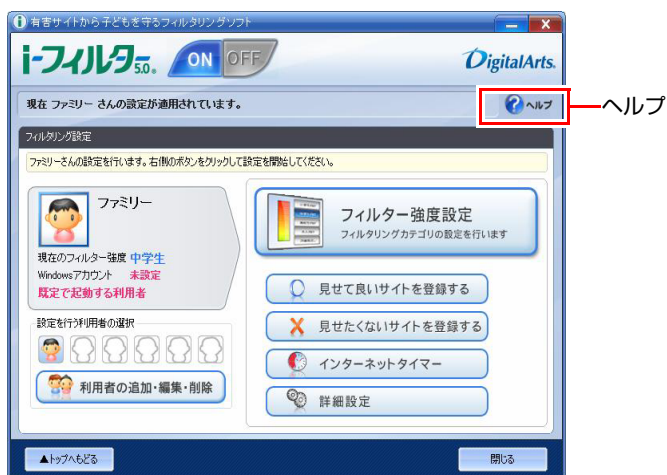 有害サイトから子どもを守るフィルタリングソフト
i-フィルター 5.0. ON OFF
DigitalArts.
現在 ファミリー さんの設定が適用されています。
ヘルプ
ヘルプ
フィルタリング設定
ファミリーさんの設定を行います。右側のボタンをクリックして設定を開始してください。
ファミリー
現在のフィルター強度 中学生
Windowsアカウント 未設定
既定で起動する利用者
設定を行う利用者の選択
利用者の追加・編集・削除
フィルター強度設定
フィルタリングカテゴリの設定を行います
見せて良いサイトを登録する
見せたくないサイトを登録する
インターネットタイマー
詳細設定
▲トップへもどる
閉じる